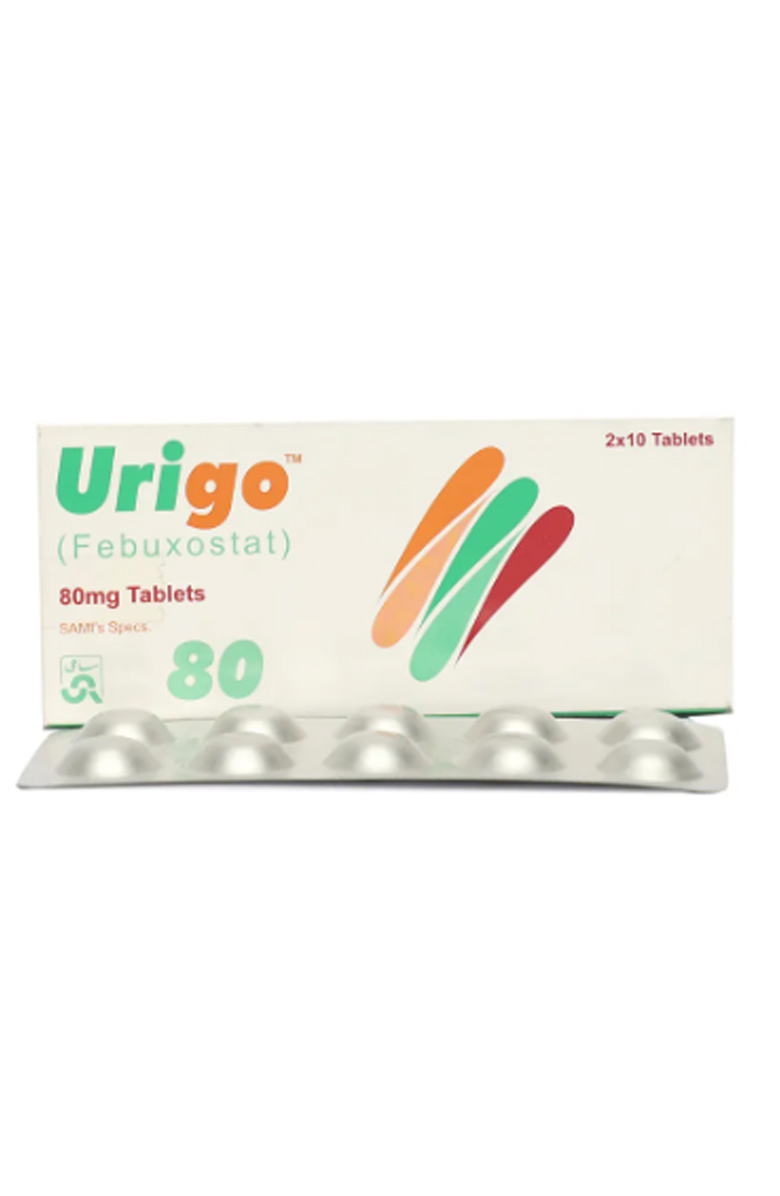 Urigo™
(Febuxostat)
80mg Tablets
SAMI's Specs.
80
2x10 Tablets